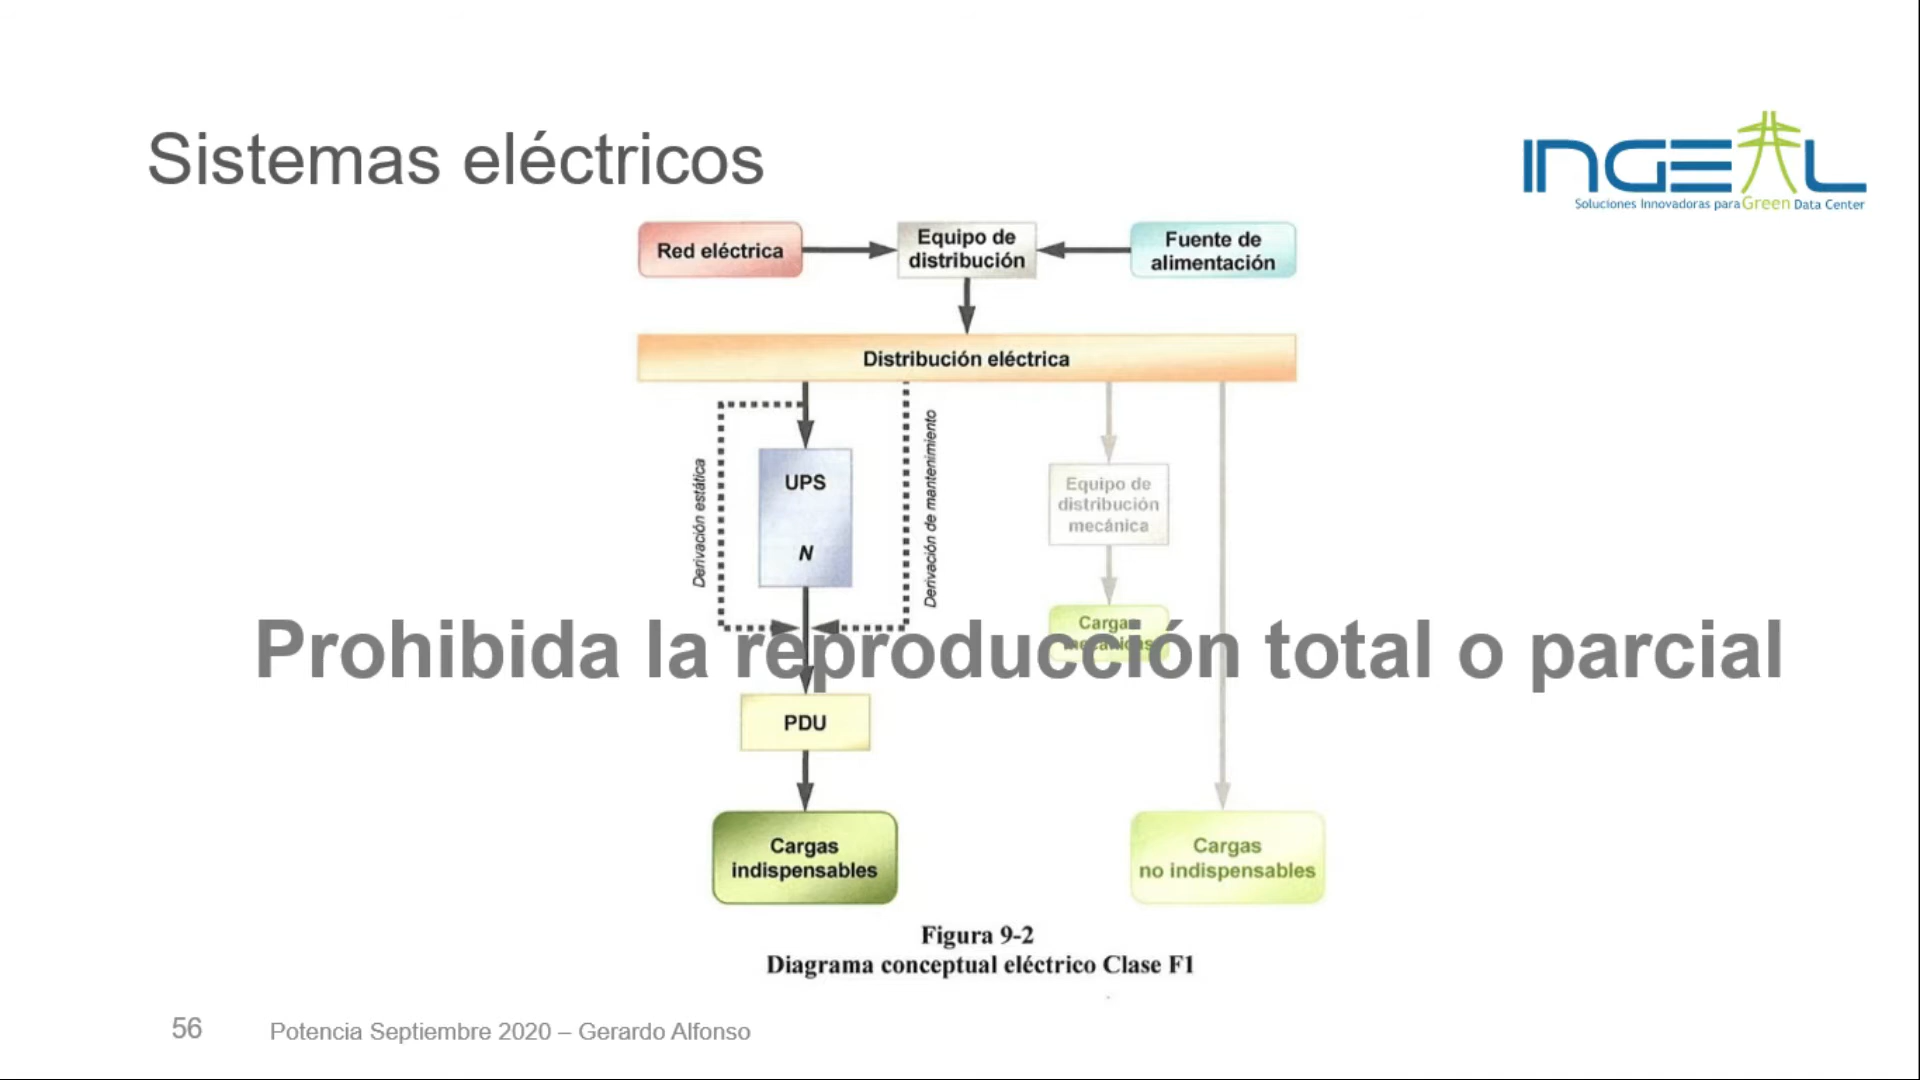 Sistemas eléctricos
INGEAL
Soluciones Innovadoras para Green Data Center
Red eléctrica
Equipo de
distribución
Fuente de
alimentación
Distribución eléctrica
Derivación estática
UPS
N
Derivación de mantenimiento
Equipo de
distribución
mecánica
Cargas
mecánicas
Prohibida la reproducción total o parcial
PDU
Cargas
indispensables
Cargas
no indispensables
Figura 9-2
Diagrama conceptual eléctrico Clase F1
56
Potencia Septiembre 2020 – Gerardo Alfonso